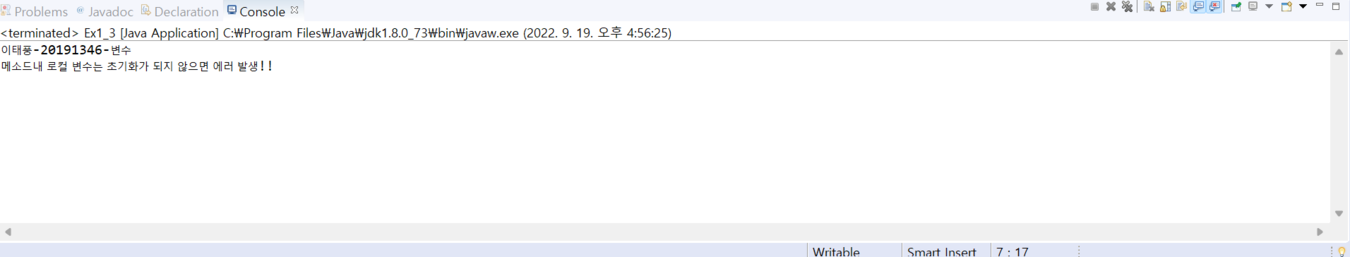 Problems Javadoc Declaration Console
<terminated> Ex1_3 [Java Application] C:₩Program Files₩Java₩jdk1.8.0_73₩bin₩javaw.exe (2022. 9. 19. 오후 4:56:25)
이태풍-20191346-변수
메소드내 로컬 변수는 초기화가 되지 않으면 에러 발생!!
Writable Smart Insert 7 : 17